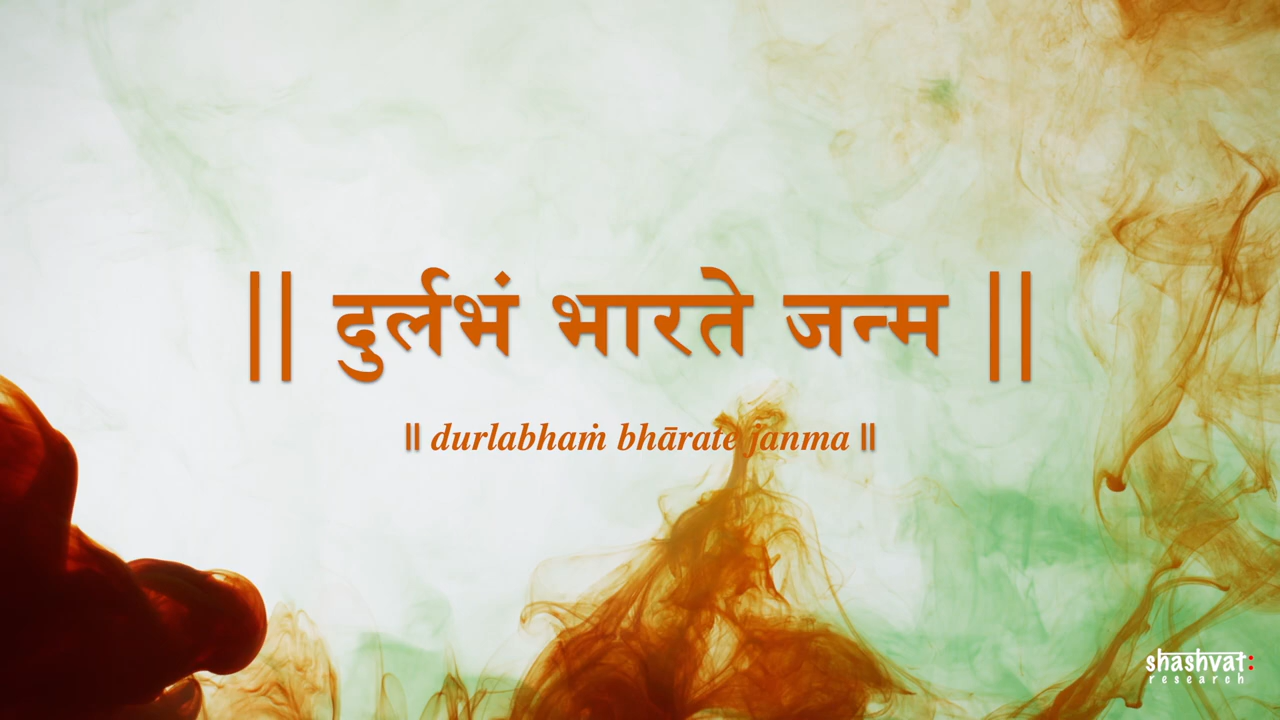 || दुर्लभं भारते जन्म ||
|| durlabhaṁ bhārate janma ||
shashvat:
research